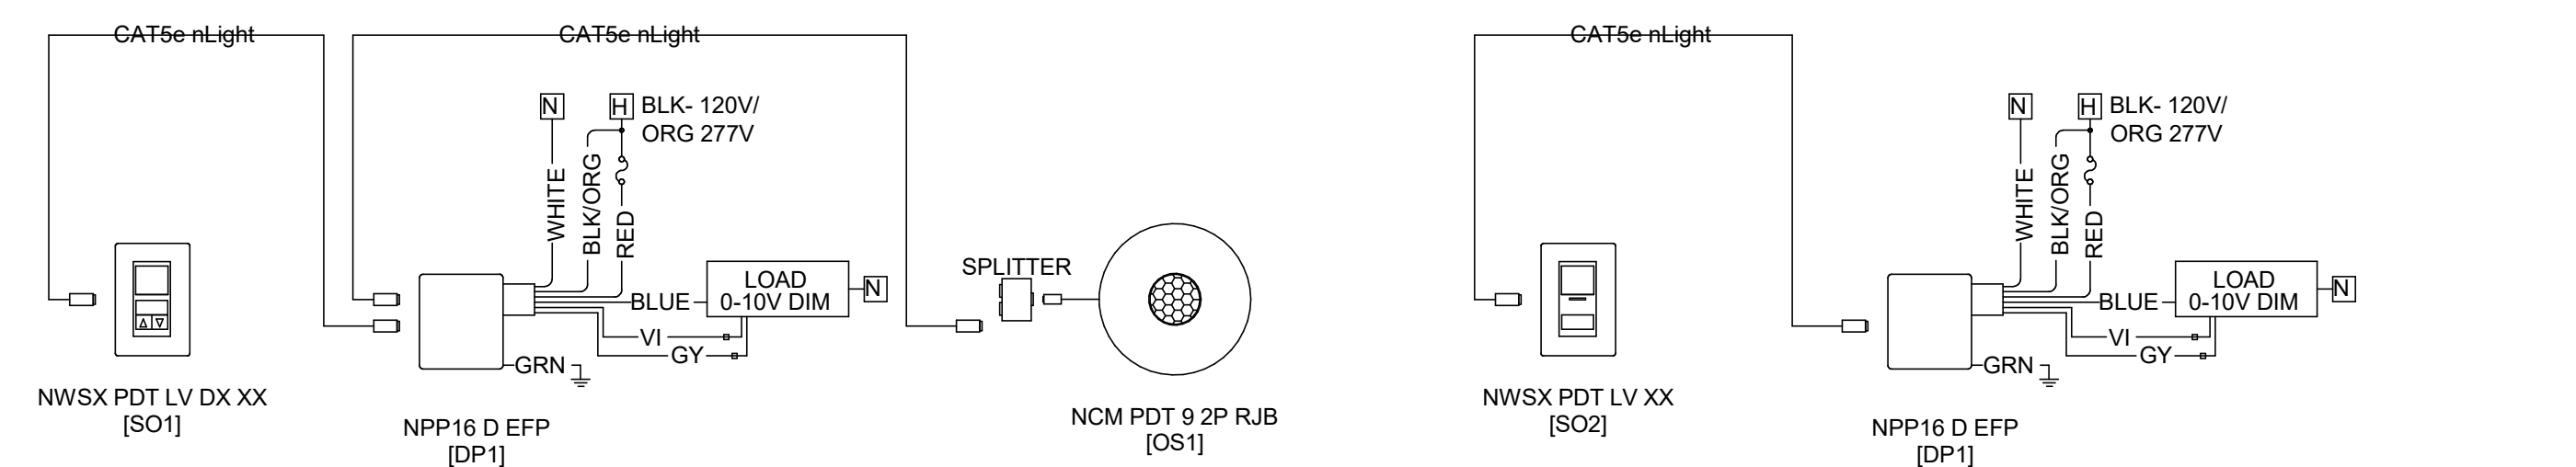 CAT5e nLight
CAT5e nLight
N
H
BLK- 120V/
ORG 277V
WHITE
BLK/ORG
RED
LOAD
0-10V DIM
N
BLUE
VI
GY
GRN
SPLITTER
NWSX PDT LV DX XX
[SO1]
NPP16 D EFP
[DP1]
NCM PDT 9 2P RJB
[OS1]
CAT5e nLight
N
H
BLK- 120V/
ORG 277V
WHITE
BLK/ORG
RED
LOAD
0-10V DIM
N
BLUE
VI
GY
GRN
NWSX PDT LV XX
[SO2]
NPP16 D EFP
[DP1]